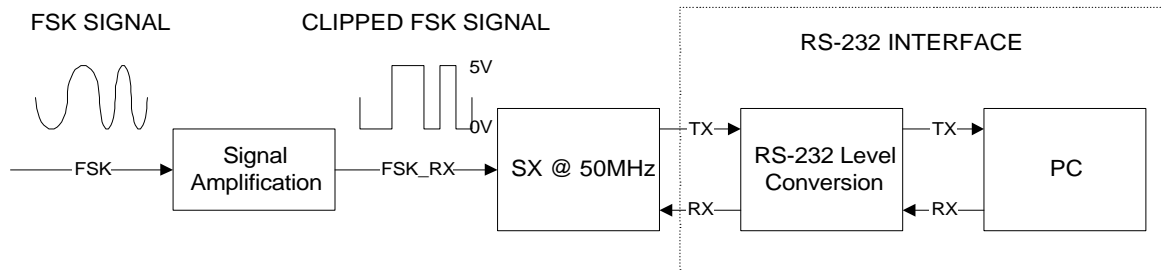 FSK SIGNAL
CLIPPED FSK SIGNAL
RS-232 INTERFACE
5V
0V
FSK
Signal
Amplification
FSK_RX
SX @ 50MHz
TX
RX
RS-232 Level
Conversion
TX
RX
PC